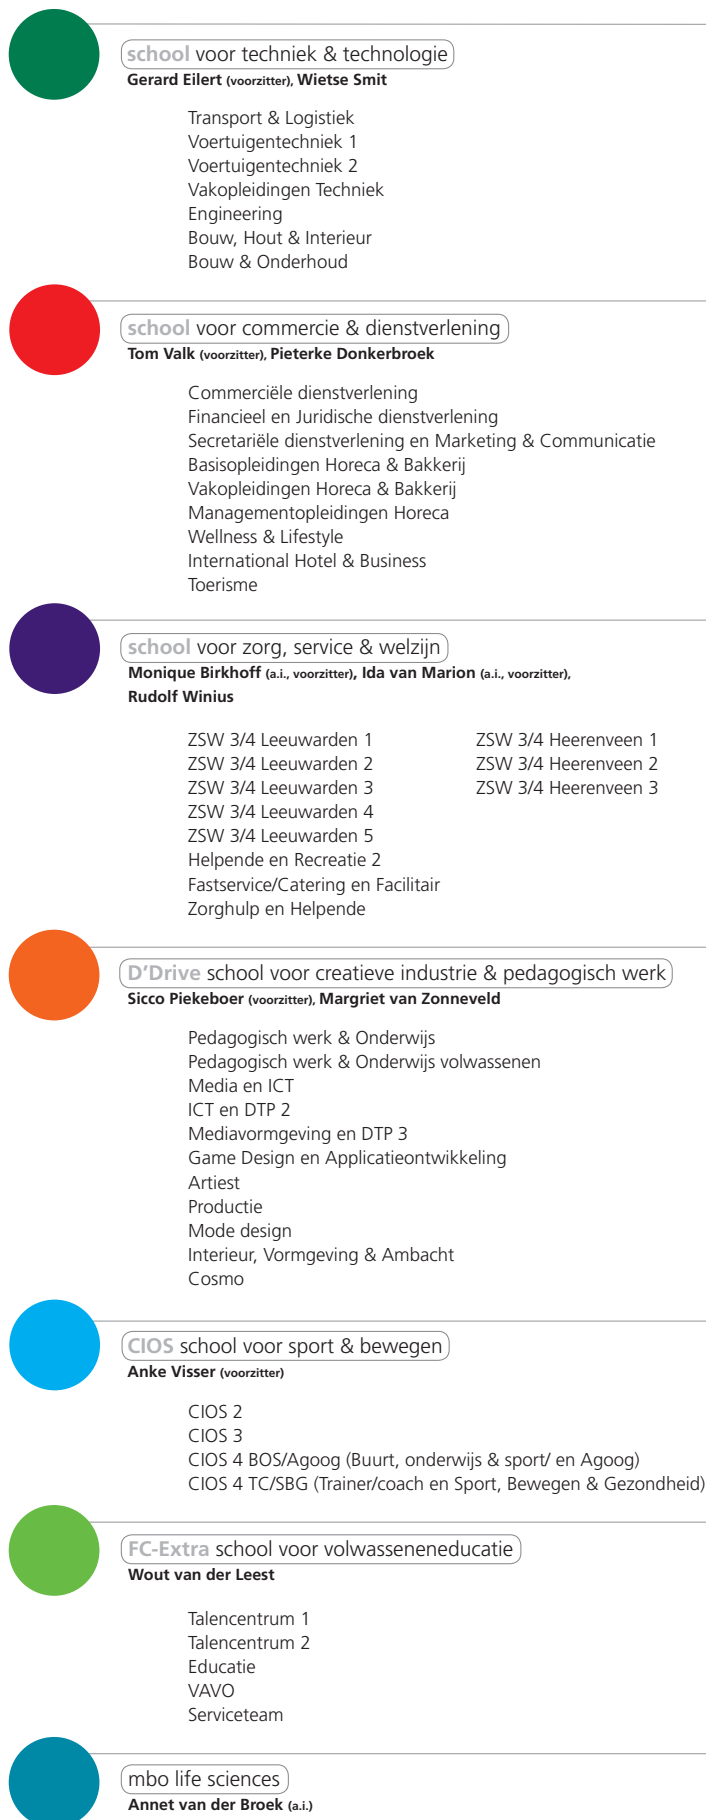 school voor techniek & technologie
Gerard Eilert (voorzitter), Wietse Smit
Transport & Logistiek
Voertuigentechniek 1
Voertuigentechniek 2
Vakopleidingen Techniek
Engineering
Bouw, Hout & Interieur
Bouw & Onderhoud
school voor commercie & dienstverlening
Tom Valk (voorzitter), Pieterke Donkerbroek
Commerciële dienstverlening
Financieel en Juridische dienstverlening
Secretariële dienstverlening en Marketing & Communicatie
Basisopleidingen Horeca & Bakkerij
Vakopleidingen Horeca & Bakkerij
Managementopleidingen Horeca
Wellness & Lifestyle
International Hotel & Business
Toerisme
school voor zorg, service & welzijn
Monique Birkhoff (a.i., voorzitter), Ida van Marion (a.i., voorzitter),
Rudolf Winius
ZSW 3/4 Leeuwarden 1
ZSW 3/4 Leeuwarden 2
ZSW 3/4 Leeuwarden 3
ZSW 3/4 Leeuwarden 4
ZSW 3/4 Leeuwarden 5
Helpende en Recreatie 2
Fastservice/Catering en Facilitair
Zorghulp en Helpende
ZSW 3/4 Heerenveen 1
ZSW 3/4 Heerenveen 2
ZSW 3/4 Heerenveen 3
D'Drive school voor creatieve industrie & pedagogisch werk
Sicco Piekeboer (voorzitter), Margriet van Zonneveld
Pedagogisch werk & Onderwijs
Pedagogisch werk & Onderwijs volwassenen
Media en ICT
ICT en DTP 2
Mediavormgeving en DTP 3
Game Design en Applicatieontwikkeling
Artiest
Productie
Mode design
Interieur, Vormgeving & Ambacht
Cosmo
CIOS school voor sport & bewegen
Anke Visser (voorzitter)
CIOS 2
CIOS 3
CIOS 4 BOS/Agoog (Buurt, onderwijs & sport/ en Agoog)
CIOS 4 TC/SBG (Trainer/coach en Sport, Bewegen & Gezondheid)
FC-Extra school voor volwasseneneducatie
Wout van der Leest
Talencentrum 1
Talencentrum 2
Educatie
VAVO
Serviceteam
mbo life sciences
Annet van der Broek (a.i.)